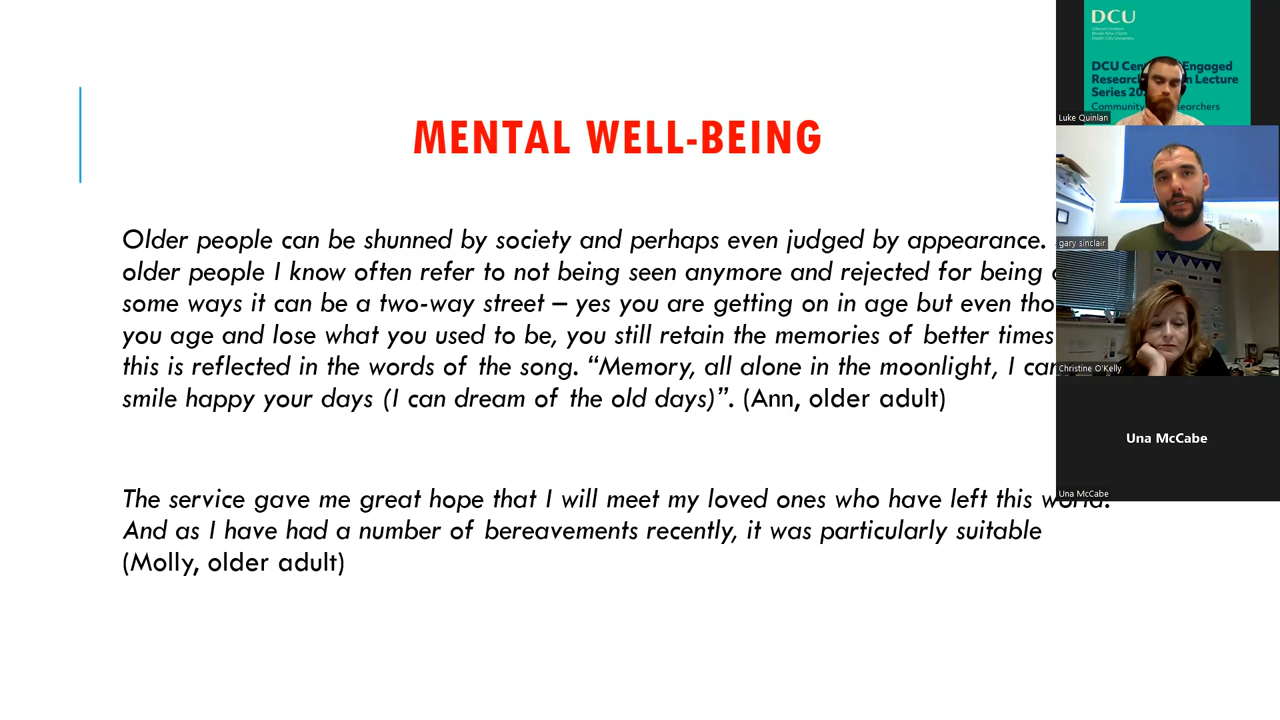 MENTAL WELL-BEING
Older people can be shunned by society and perhaps even judged by appearance.
older people I know often refer to not being seen anymore and rejected for being
some ways it can be a two-way street – yes you are getting on in age but even
you age and lose what you used to be, you still retain the memories of better times
this is reflected in the words of the song. “Memory, all alone in the moonlight, I can
smile happy your days (I can dream of the old days)”. (Ann, older adult)
The service gave me great hope that I will meet my loved ones who have left this world.
And as I have had a number of bereavements recently, it was particularly suitable
(Molly, older adult)
DCU
DCU Engaged
Lecture
Series
Community
Luke Quinlan
gary sinclair
Christine O'Kelly
Una McCabe
Una McCabe